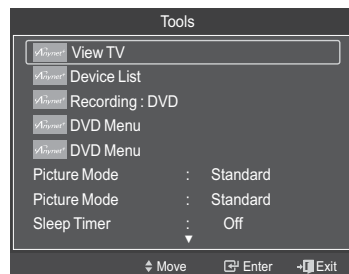 Tools
Anynet+ View TV
Anynet+ Device List
Anynet+ Recording : DVD
Anynet+ DVD Menu
Anynet+ DVD Menu
Picture Mode : Standard
Picture Mode : Standard
Sleep Timer : Off
Move Enter Exit